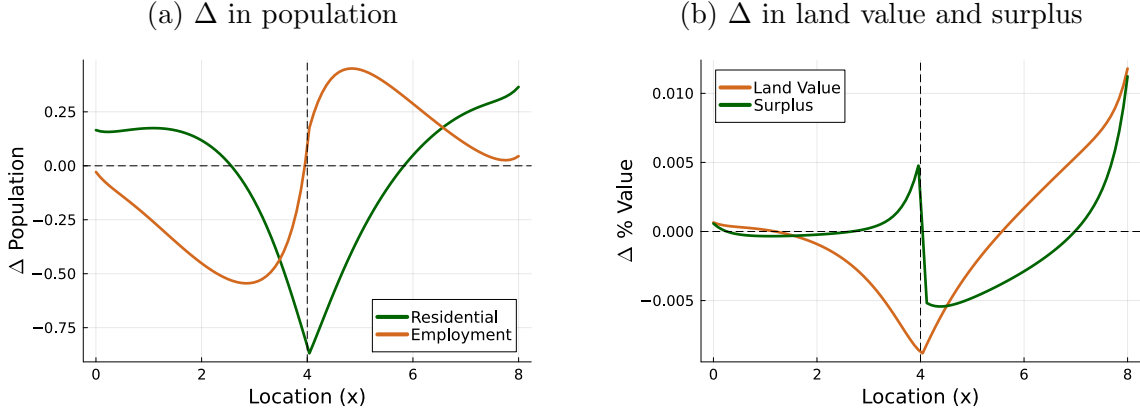 (a) Δ in population
Δ Population
0.25
0.00
−0.25
−0.50
−0.75
Residential
Employment
0 2 4 6 8
Location (x)
(b) Δ in land value and surplus
Δ % Value
0.010
0.005
0.000
−0.005
Land Value
Surplus
0 2 4 6 8
Location (x)